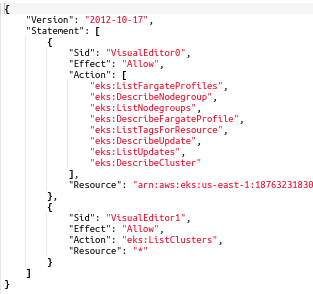 {
    "Version": "2012-10-17",
    "Statement": [
        {
            "Sid": "VisualEditor0",
            "Effect": "Allow",
            "Action": [
                "eks:ListFargateProfiles",
                "eks:DescribeNodegroup",
                "eks:ListNodegroups",
                "eks:DescribeFargateProfile",
                "eks:ListTagsForResource",
                "eks:DescribeUpdate",
                "eks:ListUpdates",
                "eks:DescribeCluster"
            ],
            "Resource": "arn:aws:eks:us-east-1:18763231830
        },
        {
            "Sid": "VisualEditor1",
            "Effect": "Allow",
            "Action": "eks:ListClusters",
            "Resource": "*"
        }
    ]
}